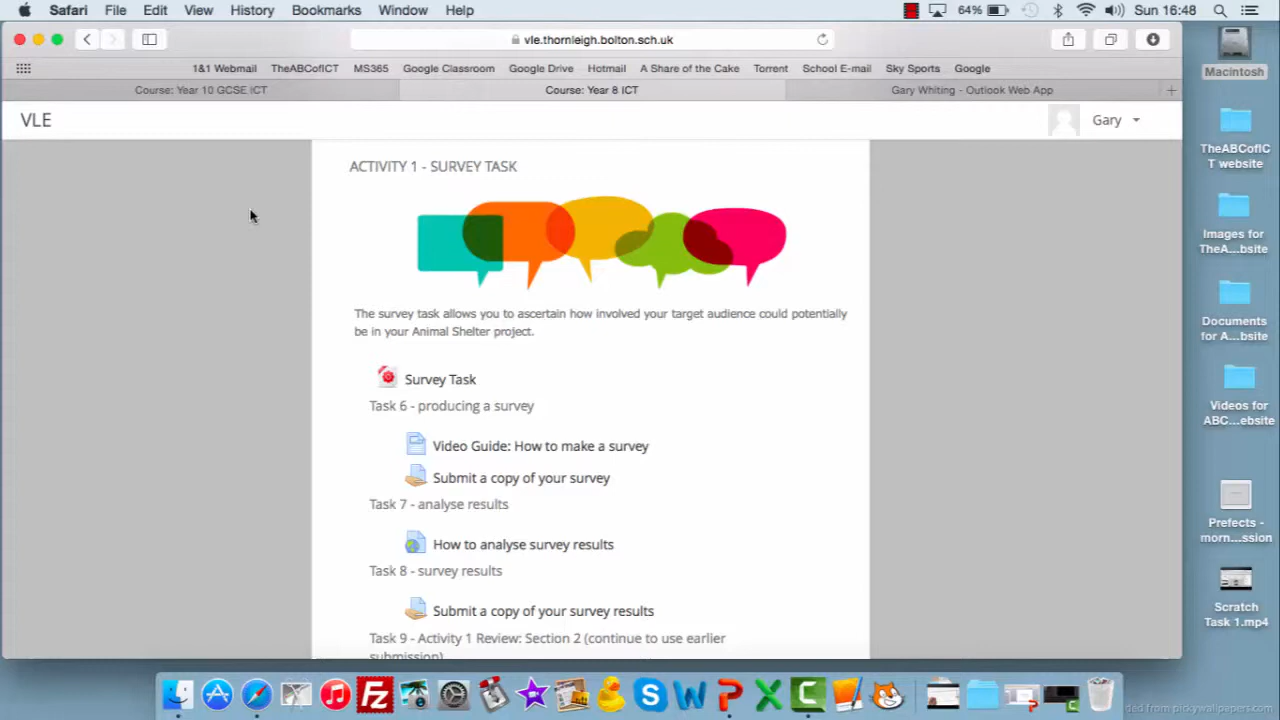 Safari File Edit View History Bookmarks Window Help 64% Sun 16:48
vle.thornleigh.bolton.sch.uk
1&1 Webmail TheABCofICT MS365 Google Classroom Google Drive Hotmail A Share of the Cake Torrent School E-mail Sky Sports Google
Course: Year 10 GCSE ICT Course: Year 8 ICT Gary Whiting - Outlook Web App
VLE Gary
ACTIVITY 1 - SURVEY TASK
The survey task allows you to ascertain how involved your target audience could potentially
be in your Animal Shelter project.
Survey Task
Task 6 - producing a survey
Video Guide: How to make a survey
Submit a copy of your survey
Task 7 - analyse results
How to analyse survey results
Task 8 - survey results
Submit a copy of your survey results
Task 9 - Activity 1 Review: Section 2 (continue to use earlier
submission)
Macintosh
TheABCofIC
T website
Images for
TheA...bsite
Documents
for A...bsite
Videos for
ABC...ebsite
Prefects -
morn...ssion
Scratch
Task 1.mp4
ded from pickywallpapers.com